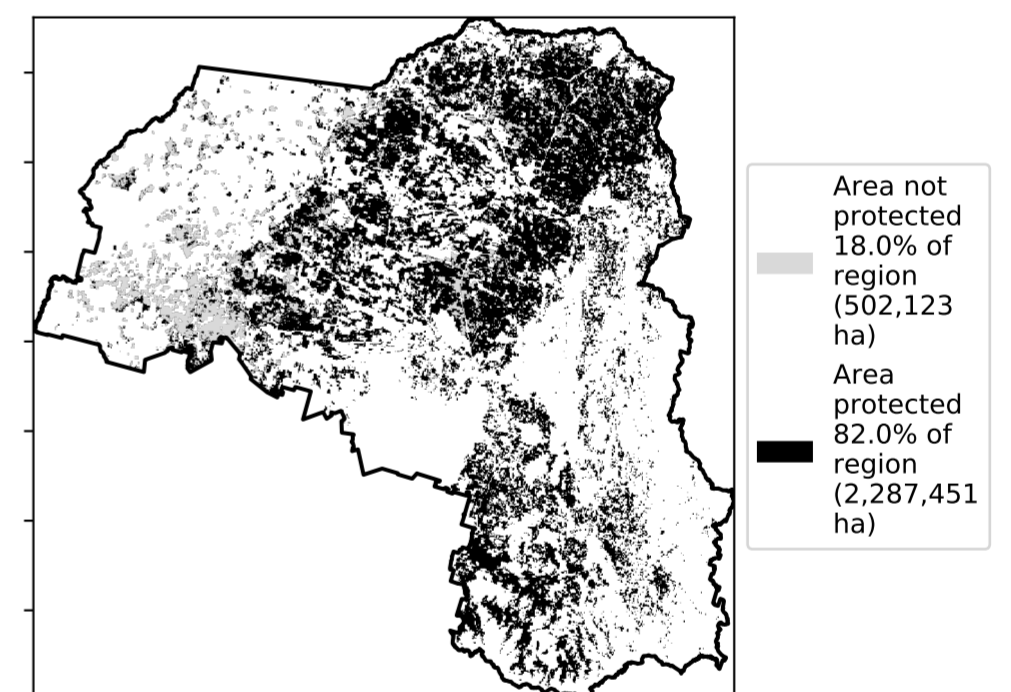 Area not
protected
18.0% of
region
(502,123
ha)
Area
protected
82.0% of
region
(2,287,451
ha)